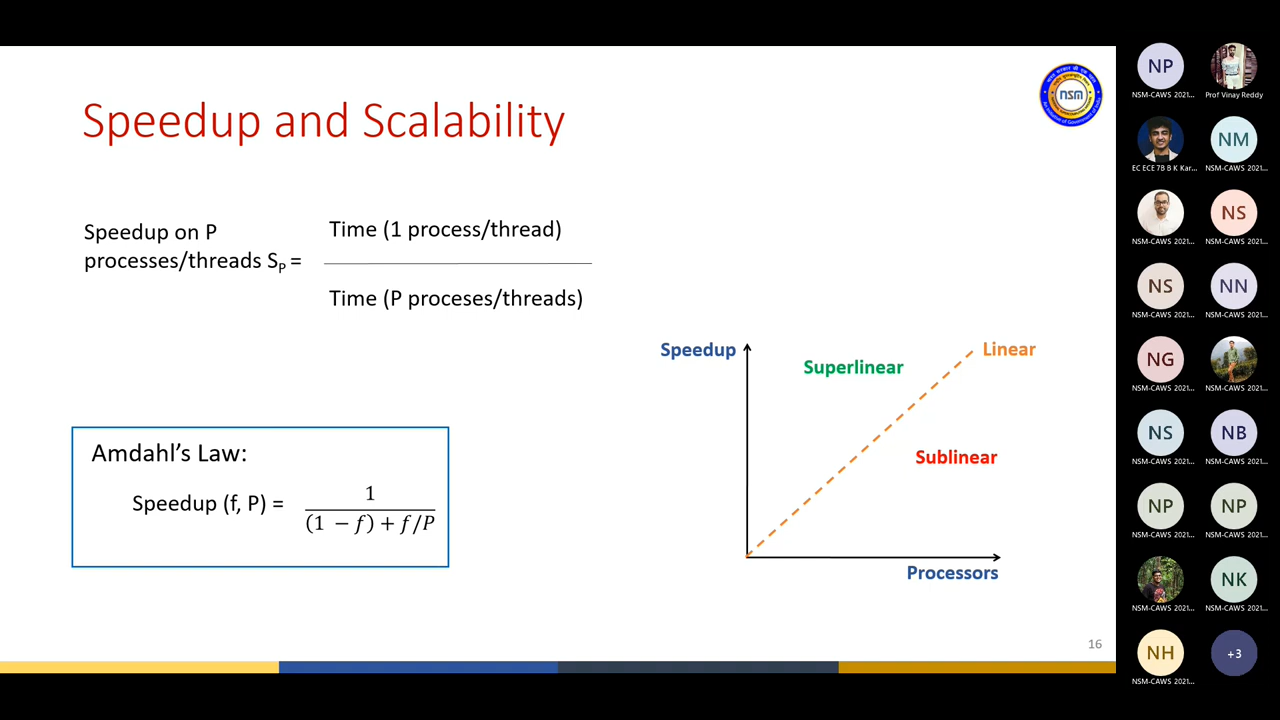 Speedup and Scalability
nsm
Speedup on P
processes/threads SP =
Time (1 process/thread)
Time (P proceses/threads)
Amdahl's Law:
Speedup (f, P) =
1
(1 − f) + f/P
Speedup
Superlinear
Linear
Sublinear
Processors
16
NP
NSM-CAWS 2021...
Prof Vinay Reddy
EC ECE 7B B K Kar...
NM
NSM-CAWS 2021...
NSM-CAWS 2021...
NS
NSM-CAWS 2021...
NS
NSM-CAWS 2021...
NN
NSM-CAWS 2021...
NG
NSM-CAWS 2021...
NSM-CAWS 2021...
NS
NSM-CAWS 2021...
NB
NSM-CAWS 2021...
NP
NSM-CAWS 2021...
NP
NSM-CAWS 2021...
NSM-CAWS 2021...
NK
NSM-CAWS 2021...
NH
NSM-CAWS 2021...
+3